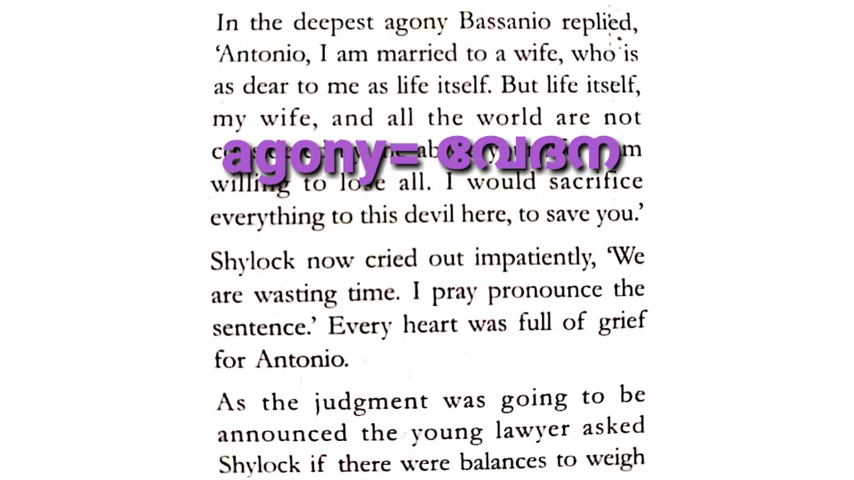 In the deepest agony Bassanio replied,
‘Antonio, I am married to a wife, who is
as dear to me as life itself. But life itself,
my wife, and all the world are not
agony= വേദന
willing to lose all. I would sacrifice
everything to this devil here, to save you.’
Shylock now cried out impatiently, ‘We
are wasting time. I pray pronounce the
sentence.’ Every heart was full of grief
for Antonio.
As the judgment was going to be
announced the young lawyer asked
Shylock if there were balances to weigh